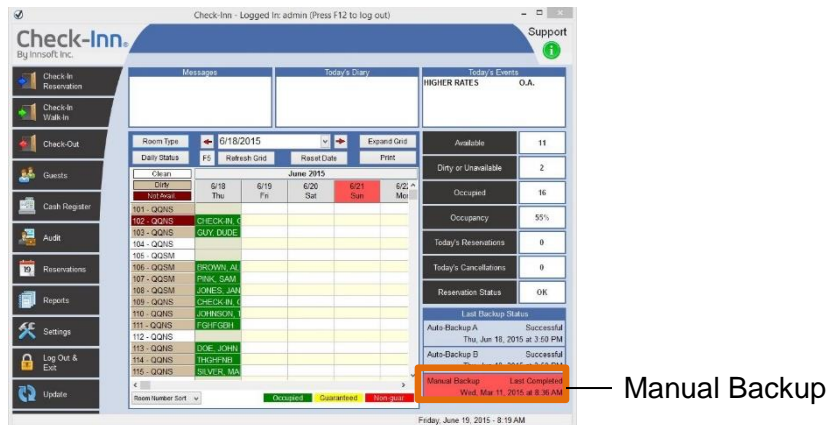 Check-Inn - Logged In: admin (Press F12 to log out)
Check-Inn®
By Innsoft Inc.
Support
Check-In
Reservation
Check-In
Walk-In
Check-Out
Guests
Cash Register
Audit
19
Reservations
Reports
Settings
Log Out &
Exit
Update
Messages
Today's Diary
Today's Events
HIGHER RATES O.A.
Room Type 6/18/2015 Expand Grid
Daily Status F5 Refresh Grid Reset Date Print
Clean June 2015
Dirty 6/18 6/19 6/20 6/21 6/22
Not Avail. Thu Fri Sat Sun Mon
101 - QQNS
102 - QQNS CHECK-IN, C
103 - QQNS GUY, DUDE
104 - QQNS
105 - QQSM
106 - QQSM BROWN, AL
107 - QQSM PINK, SAM
108 - QQSM JONES, JAN
109 - QQNS CHECK-IN, C
110 - QQNS JOHNSON, T
111 - QQNS FGHFGBH
112 - QQNS
113 - QQNS DOE, JOHN
114 - QQNS THGHFNB
115 - QQNS SILVER, MA
Room Number Sort Occupied Guaranteed Non-guar
Available 11
Dirty or Unavailable 2
Occupied 16
Occupancy 55%
Today's Reservations 0
Today's Cancellations 0
Reservation Status OK
Last Backup Status
Auto-Backup A Successful
Thu, Jun 18, 2015 at 3:50 PM
Auto-Backup B Successful
Manual Backup Last Completed
Wed, Mar 11, 2015 at 8:36 AM
Manual Backup
Friday, June 19, 2015 - 8:19 AM